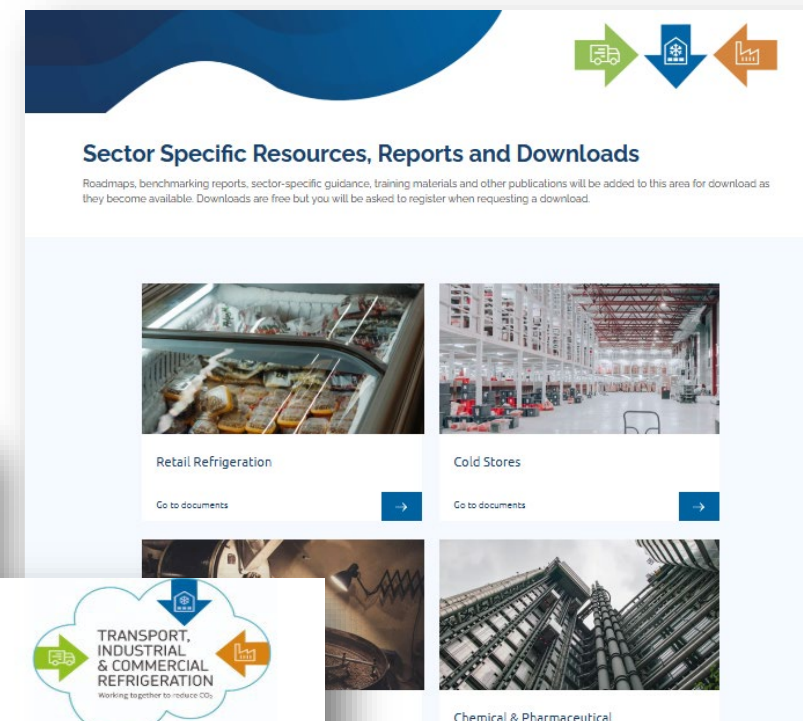 Sector Specific Resources, Reports and Downloads
Roadmaps, benchmarking reports, sector-specific guidance, training materials and other publications will be added to this area for download as
they become available. Downloads are free but you will be asked to register when requesting a download.
Retail Refrigeration
Go to documents
Cold Stores
Go to documents
TRANSPORT,
INDUSTRIAL
& COMMERCIAL
REFRIGERATION
Working together to reduce CO₂
Chemical & Pharmaceutical